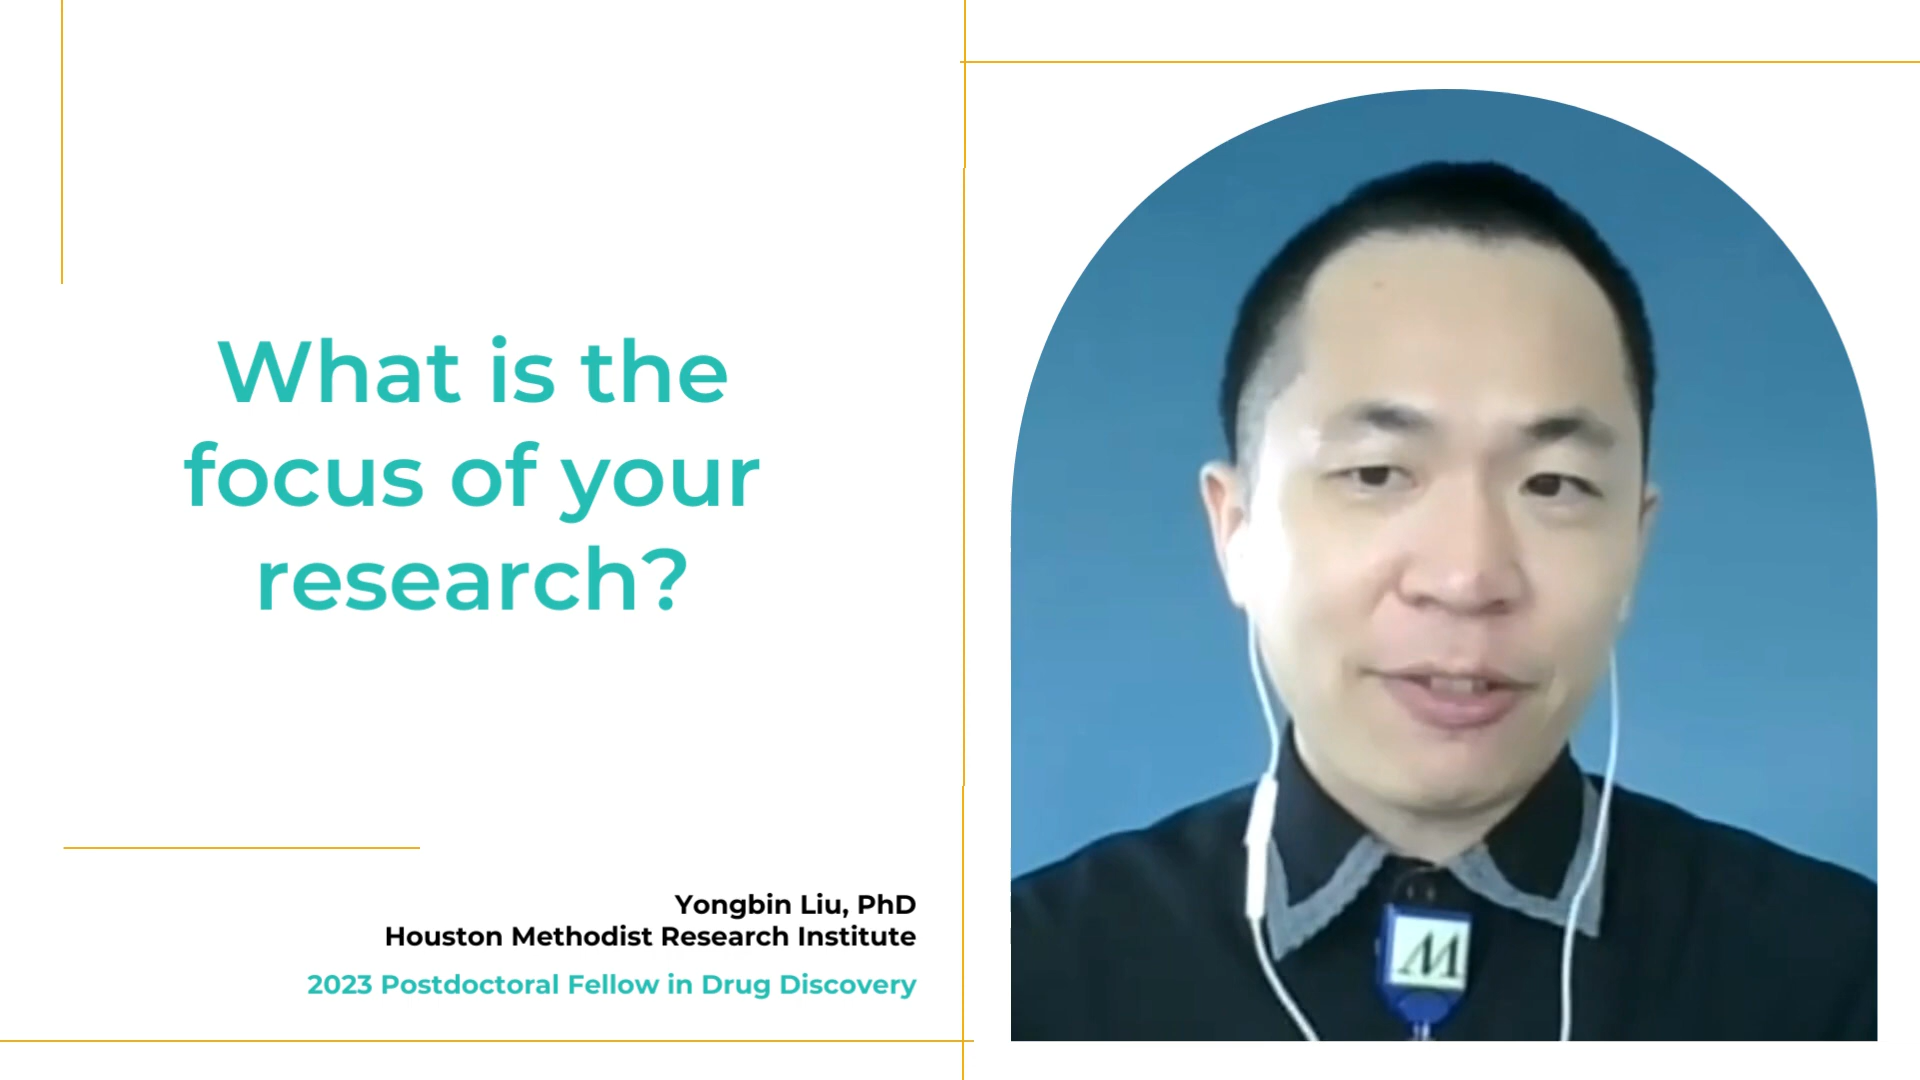 What is the
focus of your
research?
Yongbin Liu, PhD
Houston Methodist Research Institute
2023 Postdoctoral Fellow in Drug Discovery
M